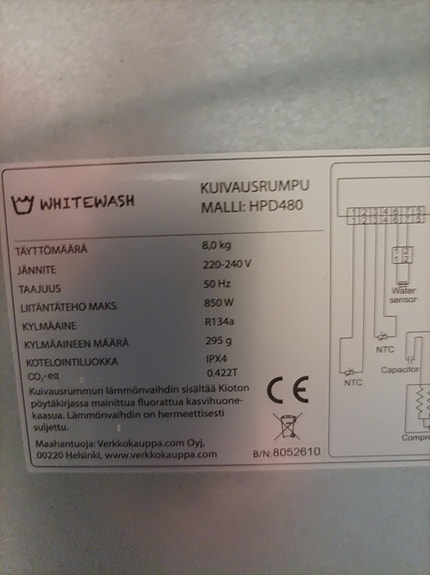 WHITEWASH
KUIVAUSRUMPU
MALLI: HPD480
TÄYTTÖMÄÄRÄ 8,0 kg
JÄNNITE 220-240 V
TAAJUUS 50 Hz
LIITÄNTÄTEHO MAKS. 850 W
KYLMÄAINE R134a
KYLMÄAINEEN MÄÄRÄ 295 g
KOTELOINTILUOKKA IPX4
CO₂-eq 0.422T
Kuivausrummun lämmönvaihdin sisältää Kioton
pöytäkirjassa mainittua fluorattua kasvihuone-
kaasua. Lämmönvaihdin on hermeettisesti
suljettu.
Maahantuoja: Verkkokauppa.com Oyj,
00220 Helsinki, www.verkkokauppa.com
CE
B/N: 8052610
Water
sensor
NTC
Capacitor
NTC